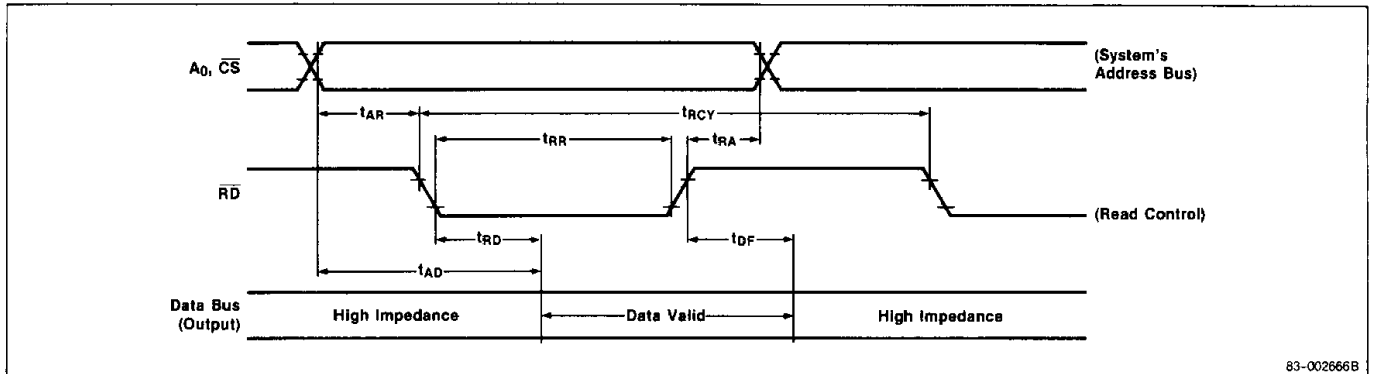 A0, CS
(System's
Address Bus)
tAR
tRCY
tRR
tRA
RD
(Read Control)
tRD
tDF
tAD
Data Bus
(Output)
High Impedance
Data Valid
High Impedance
83-002666B